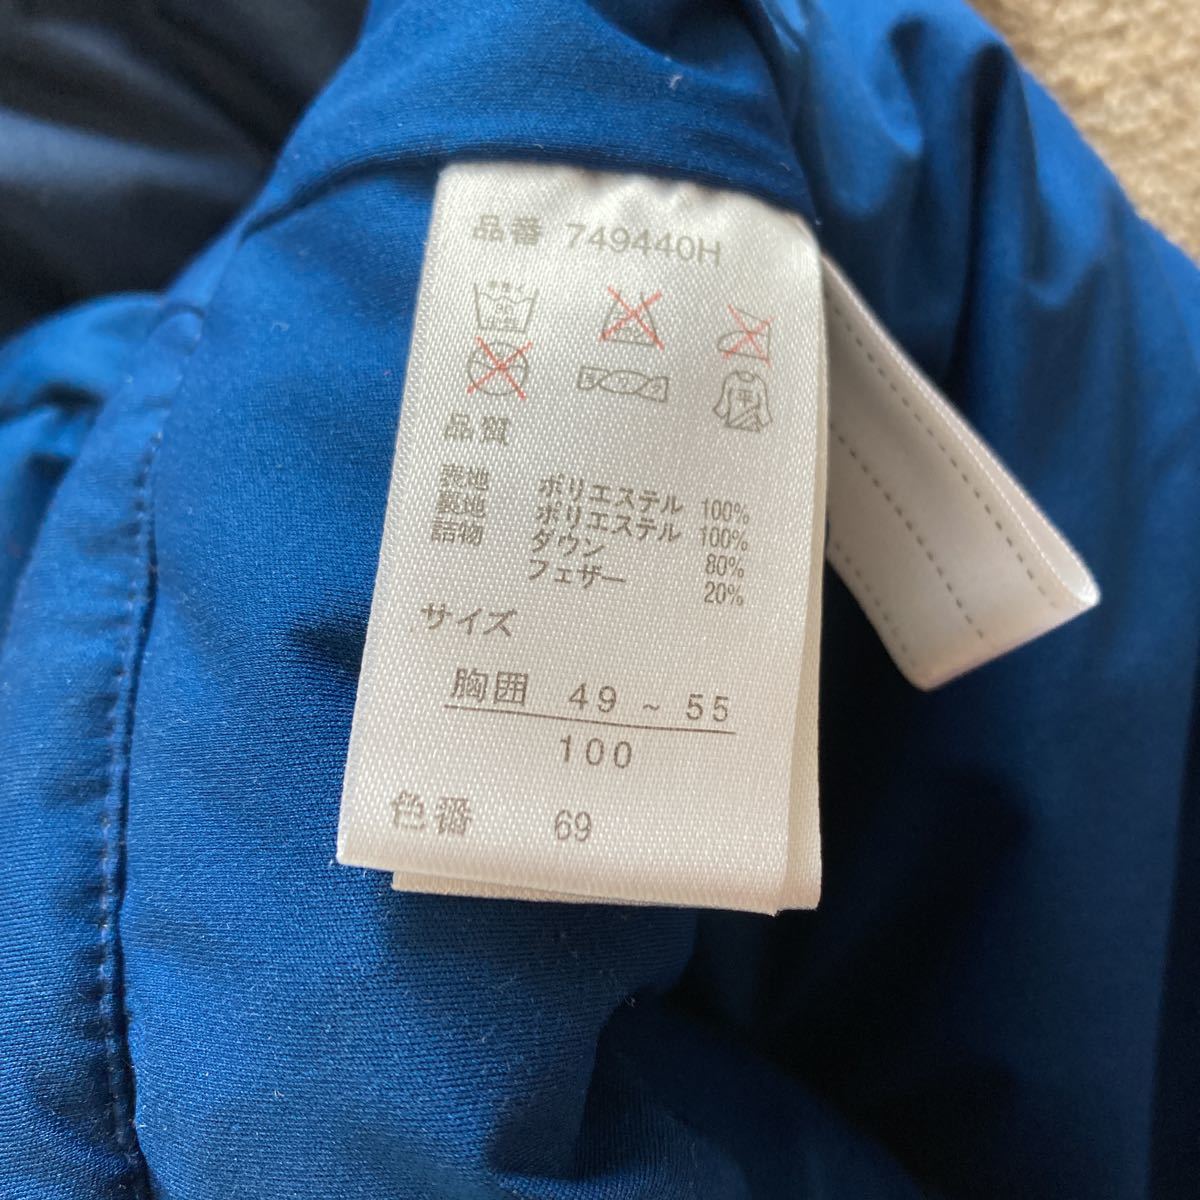 品番 749440H
平
品質
表地 ポリエステル 100%
裏地 ポリエステル 100%
詰物 ダウン 80%
フェザー 20%
サイズ
胸囲 49 ~ 55
100
色番 69